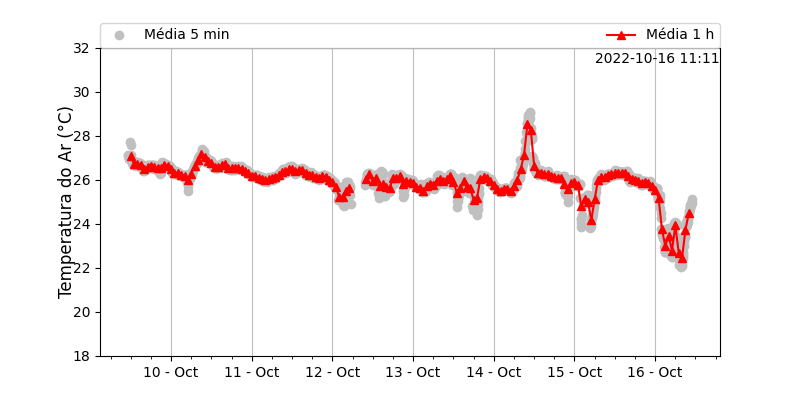 Média 5 min
Média 1 h
2022-10-16 11:11
Temperatura do Ar (°C)
32
30
28
26
24
22
20
18
10 - Oct
11 - Oct
12 - Oct
13 - Oct
14 - Oct
15 - Oct
16 - Oct